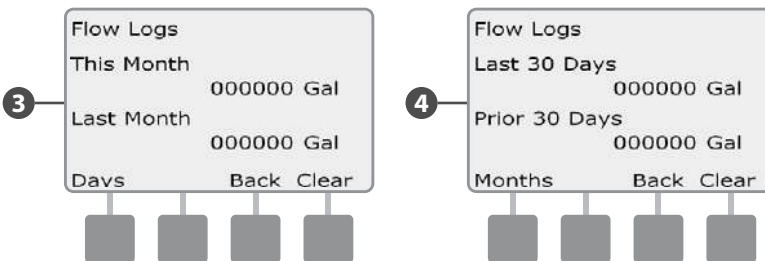 3
Flow Logs
This Month
000000 Gal
Last Month
000000 Gal
Days Back Clear
4
Flow Logs
Last 30 Days
000000 Gal
Prior 30 Days
000000 Gal
Months Back Clear